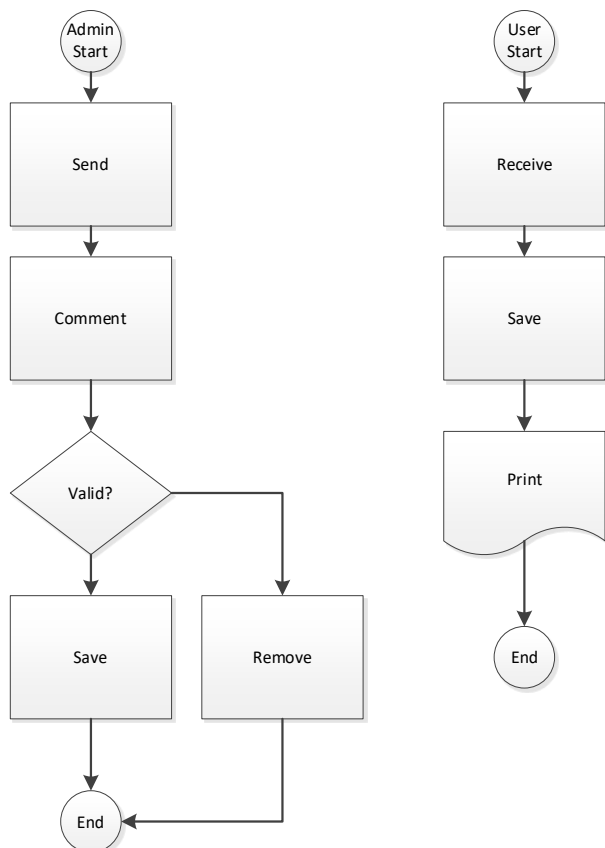 Admin
Start
Send
Comment
Valid?
Save
Remove
End
User
Start
Receive
Save
Print
End